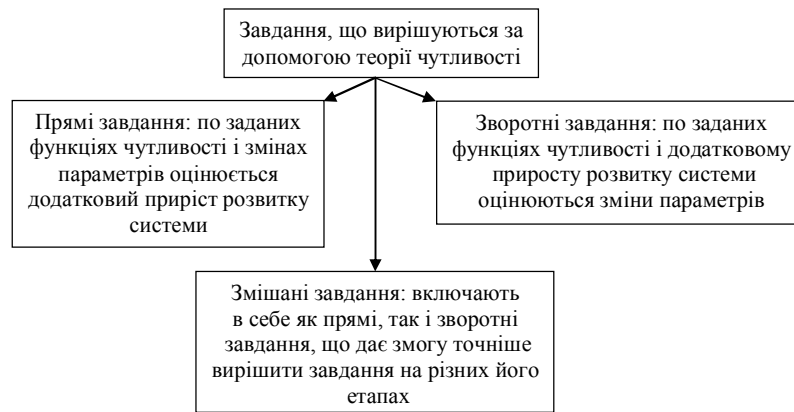 Завдання, що вирішуються за
допомогою теорії чутливості
Прямі завдання: по заданих
функціях чутливості і змінах
параметрів оцінюється
додатковий приріст розвитку
системи
Зворотні завдання: по заданих
функціях чутливості і додатковому
приросту розвитку системи
оцінюються зміни параметрів
Змішані завдання: включають
в себе як прямі, так і зворотні
завдання, що дає змогу точніше
вирішити завдання на різних його
етапах